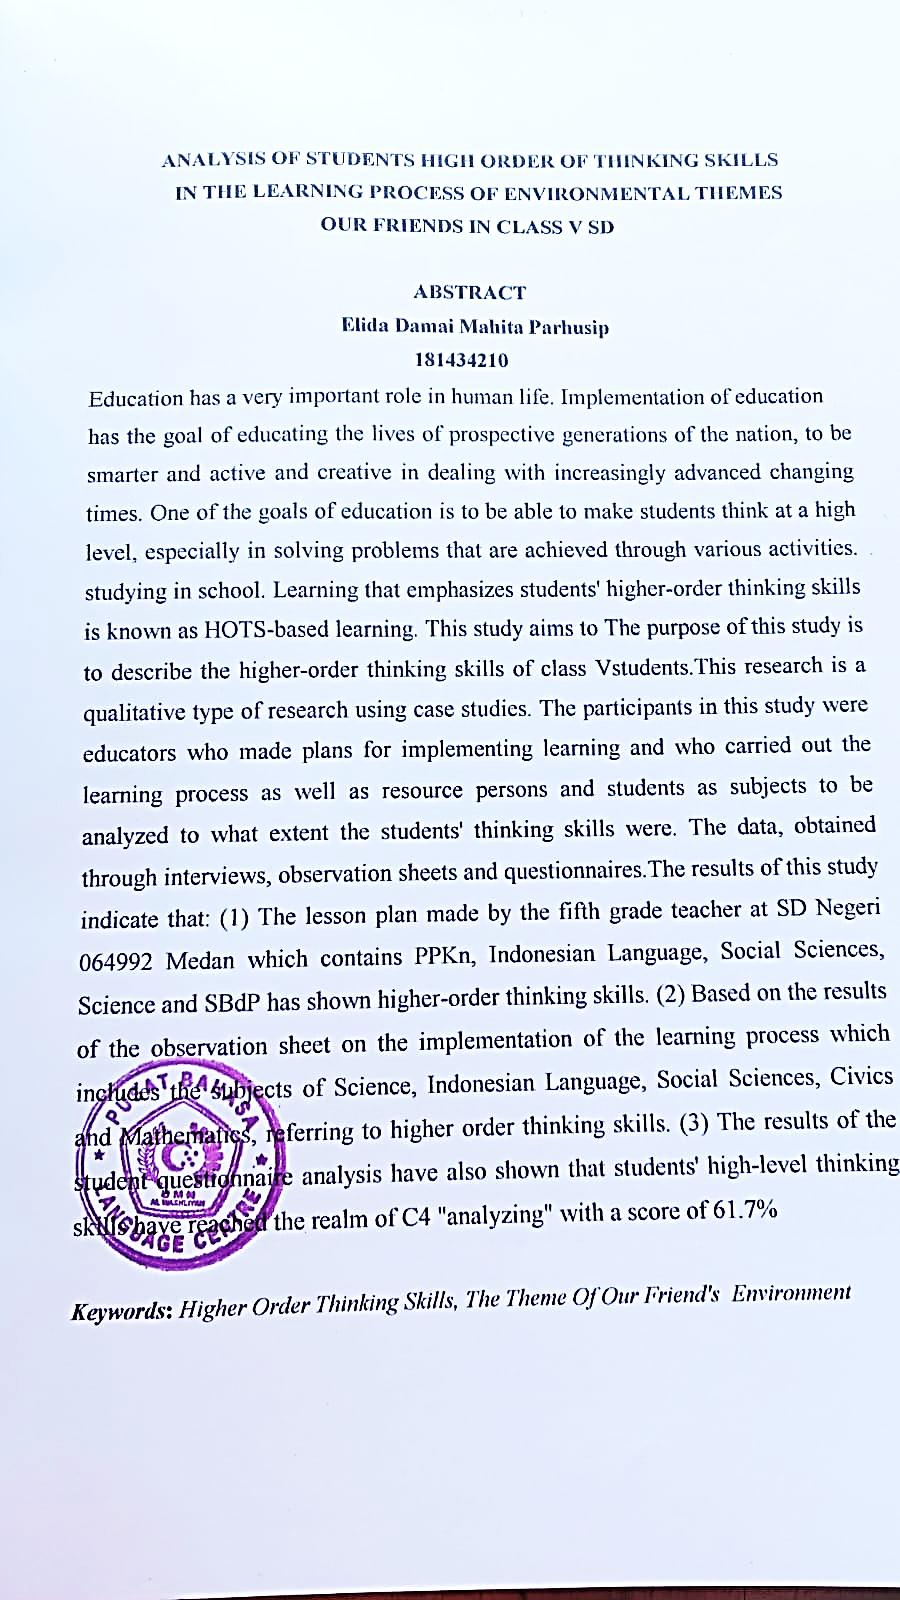 ANALYSIS OF STUDENTS HIGH ORDER OF THINKING SKILLS
IN THE LEARNING PROCESS OF ENVIRONMENTAL THEMES
OUR FRIENDS IN CLASS V SD
ABSTRACT
Elida Damai Mahita Parhusip
181434210
Education has a very important role in human life. Implementation of education
has the goal of educating the lives of prospective generations of the nation, to be
smarter and active and creative in dealing with increasingly advanced changing
times. One of the goals of education is to be able to make students think at a high
level, especially in solving problems that are achieved through various activities.
studying in school. Learning that emphasizes students' higher-order thinking skills
is known as HOTS-based learning. This study aims to The purpose of this study is
to describe the higher-order thinking skills of class Vstudents.This research is a
qualitative type of research using case studies. The participants in this study were
educators who made plans for implementing learning and who carried out the
learning process as well as resource persons and students as subjects to be
analyzed to what extent the students' thinking skills were. The data, obtained
through interviews, observation sheets and questionnaires.The results of this study
indicate that: (1) The lesson plan made by the fifth grade teacher at SD Negeri
064992 Medan which contains PPKn, Indonesian Language, Social Sciences,
Science and SBdP has shown higher-order thinking skills. (2) Based on the results
of the observation sheet on the implementation of the learning process which
includes the subjects of Science, Indonesian Language, Social Sciences, Civics
and Mathematics, referring to higher order thinking skills. (3) The results of the
student questionnaire analysis have also shown that students' high-level thinking
skills have reached the realm of C4 "analyzing" with a score of 61.7%
PUSAT BAHASA
UMN
AL WASHLIYAH
LANGUAGE CENTRE
Keywords: Higher Order Thinking Skills, The Theme Of Our Friend's Environment